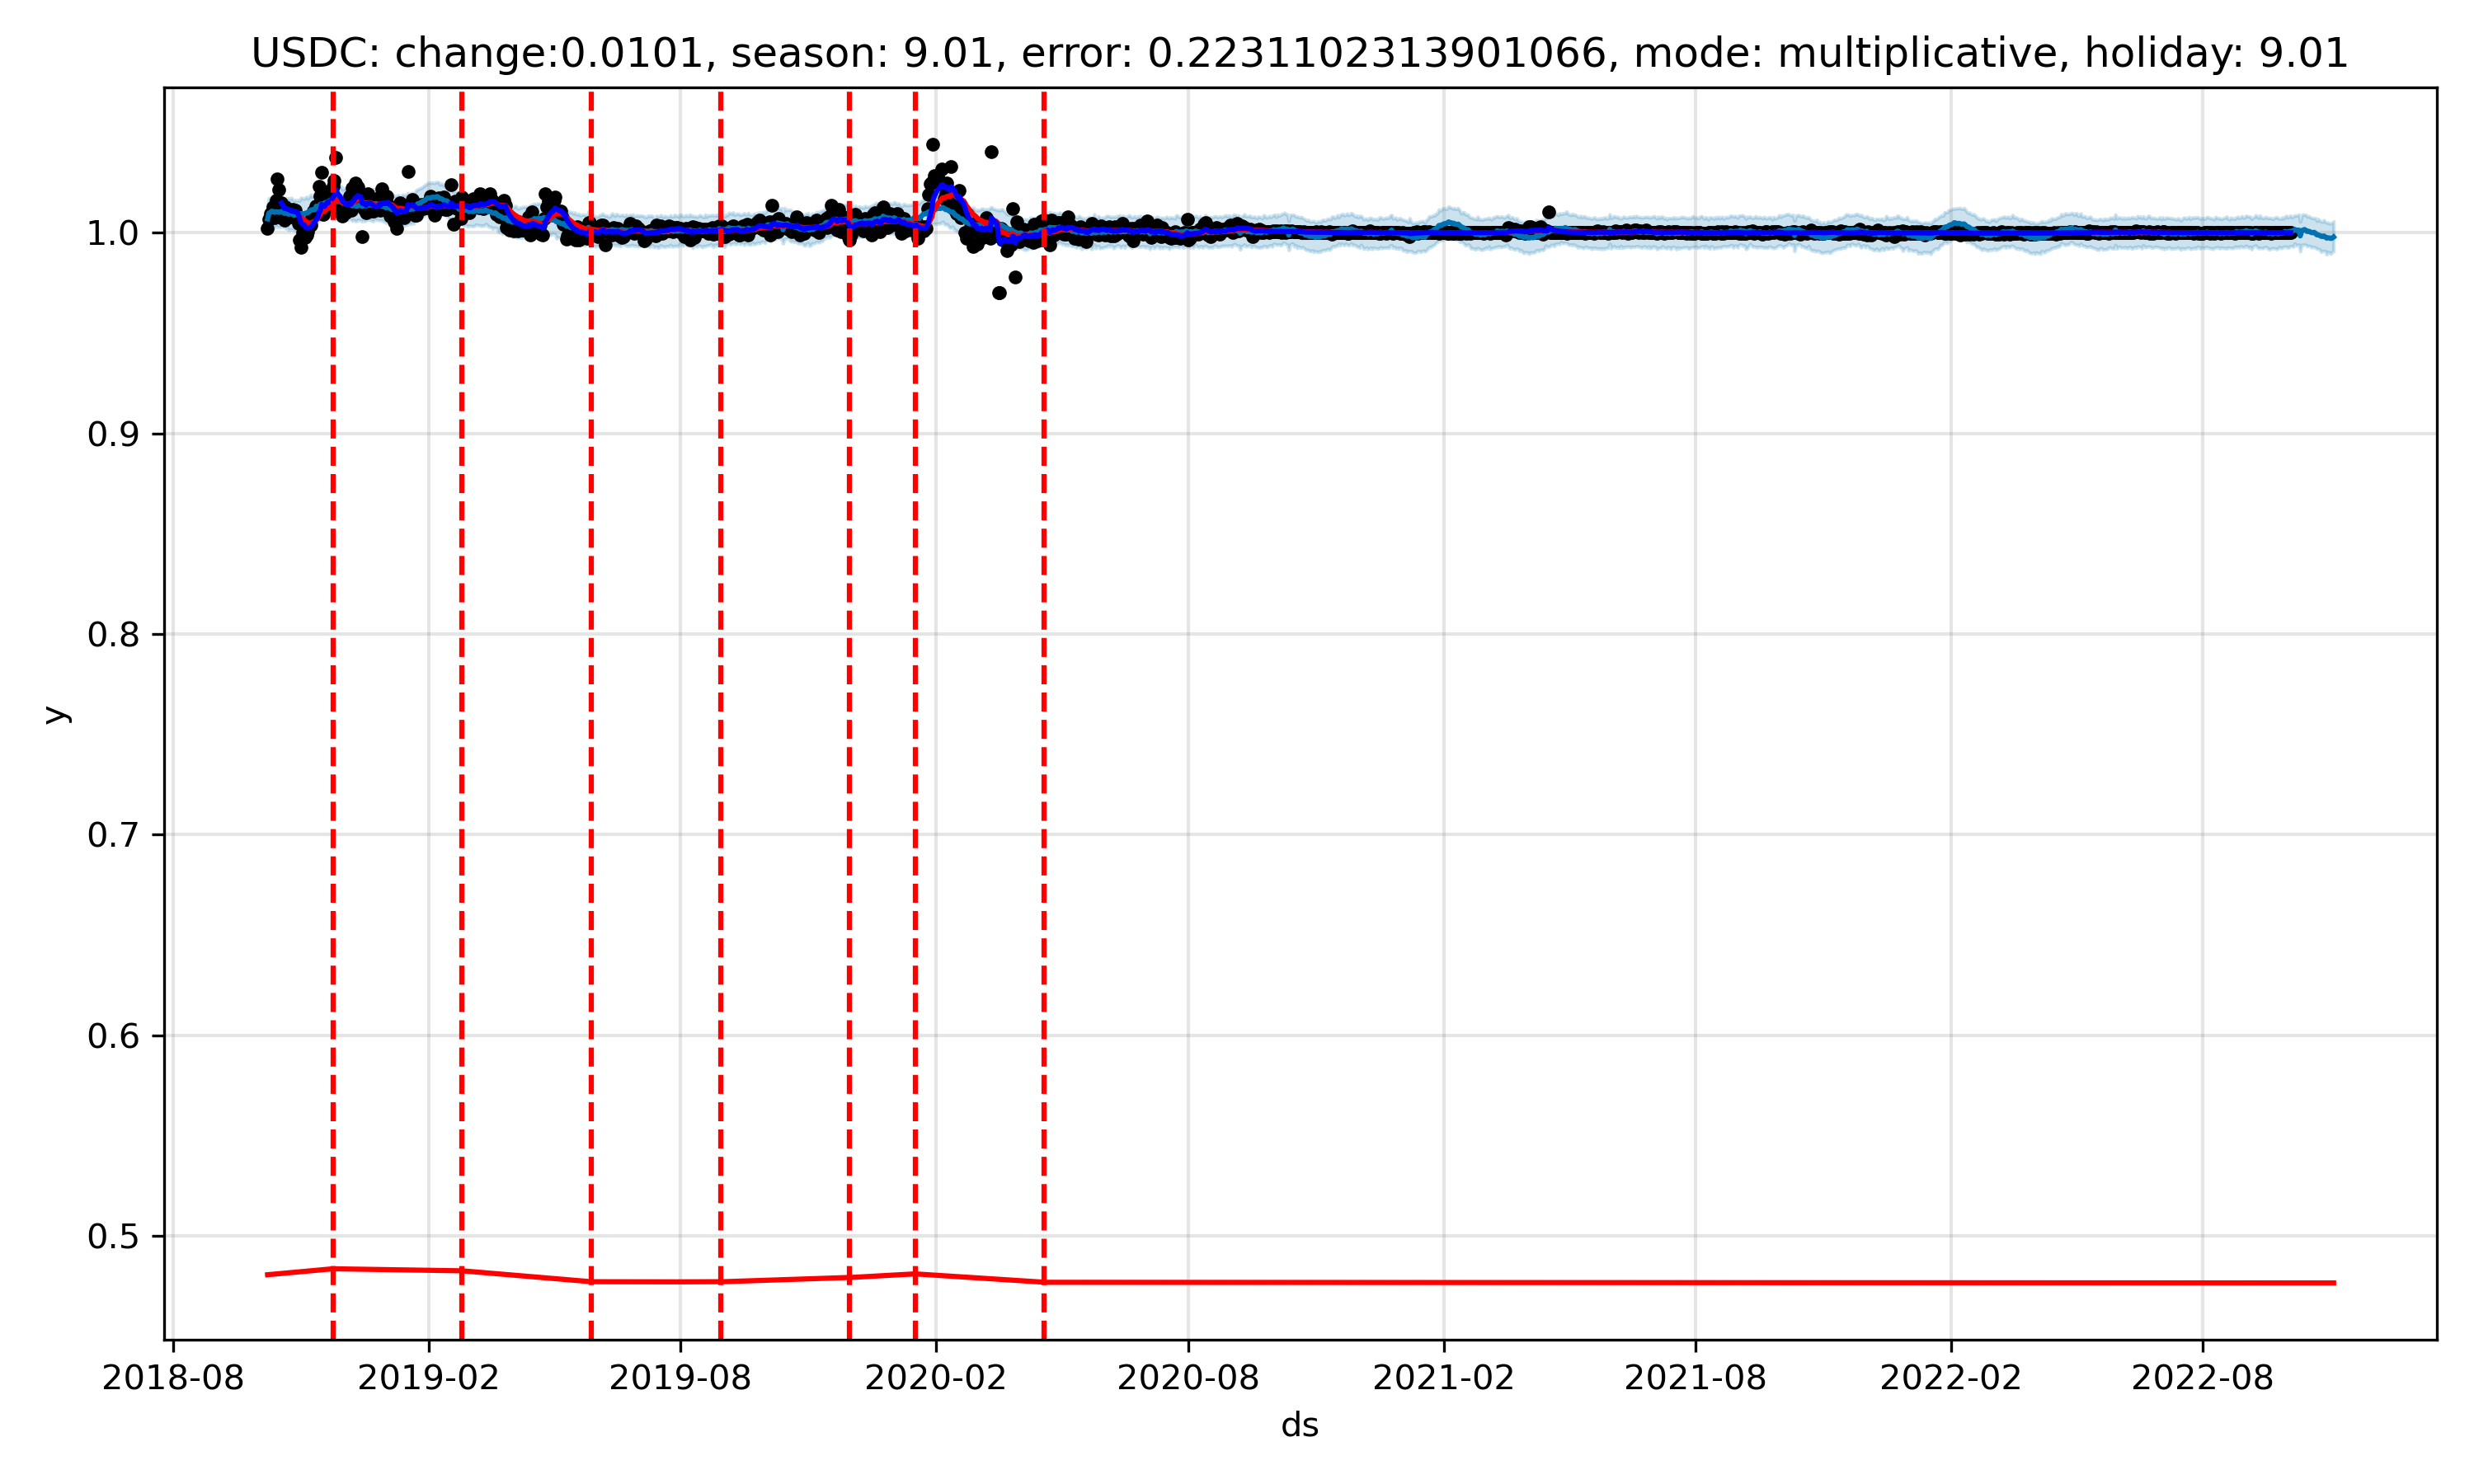 USDC: change:0.0101, season: 9.01, error: 0.2231102313901066, mode: multiplicative, holiday: 9.01
1.0
0.9
0.8
0.7
0.6
0.5
y
2018-08 2019-02 2019-08 2020-02 2020-08 2021-02 2021-08 2022-02 2022-08
ds